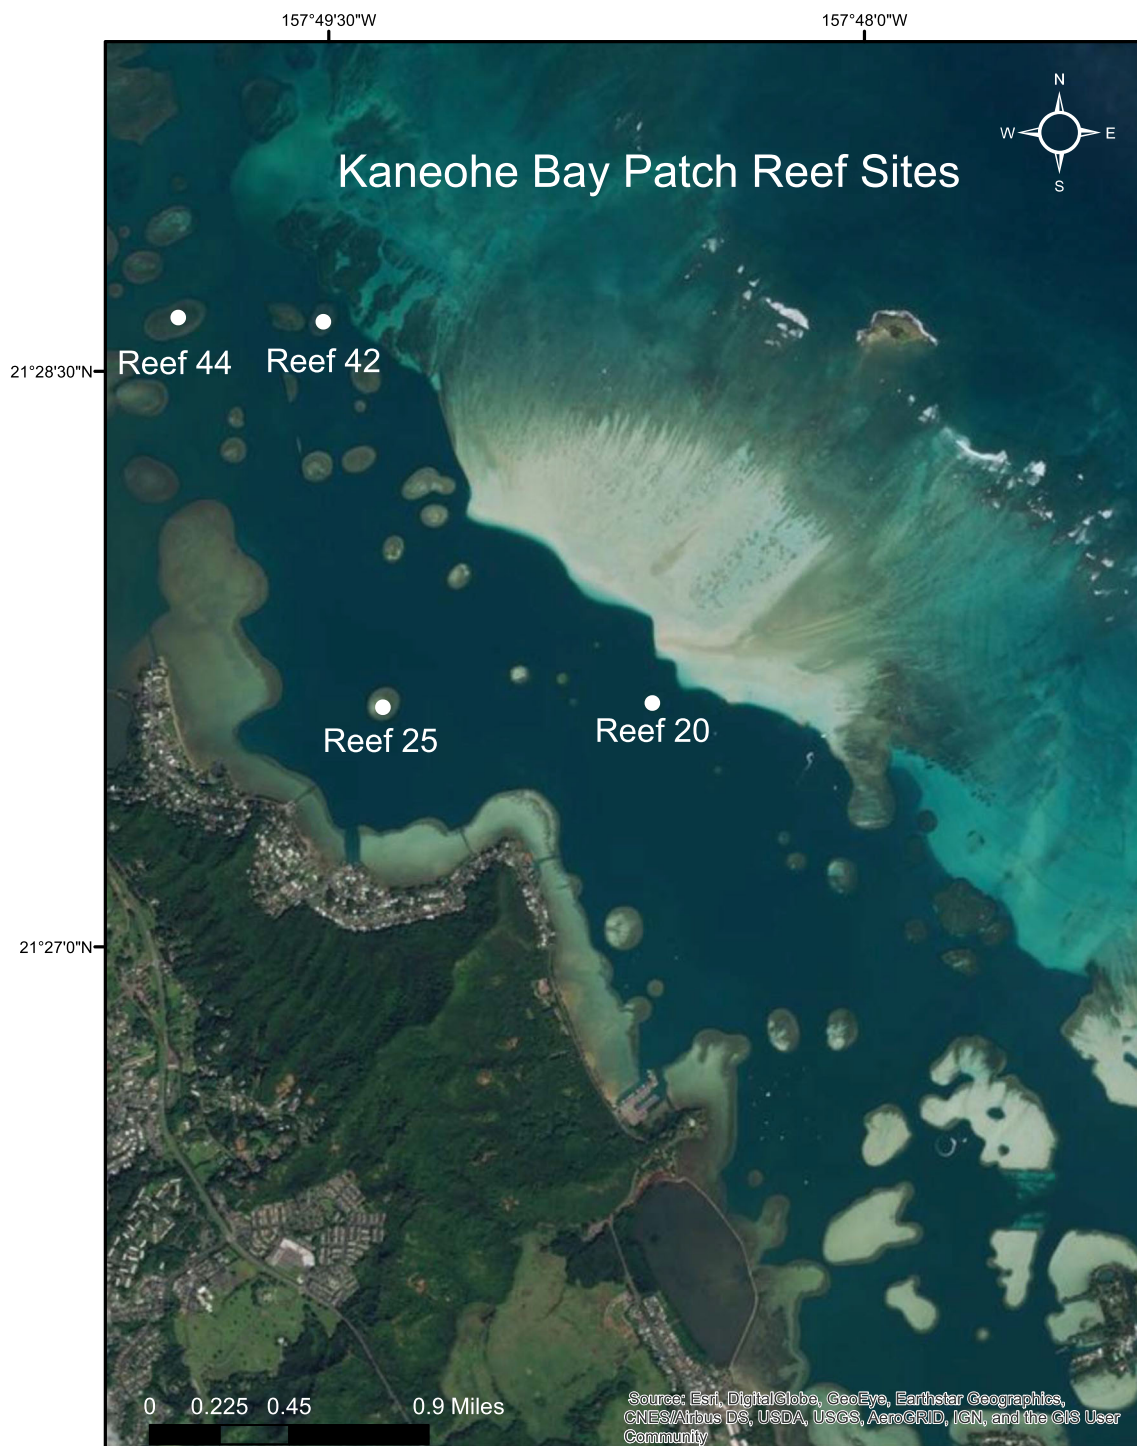 157°49'30"W
157°48'0"W
N
W
E
S
Kaneohe Bay Patch Reef Sites
Reef 44
Reef 42
21°28'30"N
Reef 25
Reef 20
21°27'0"N
0 0.225 0.45 0.9 Miles
Source: Esri, DigitalGlobe, GeoEye, Earthstar Geographics,
CNES/Airbus DS, USDA, USGS, AeroGRID, IGN, and the GIS User
Community